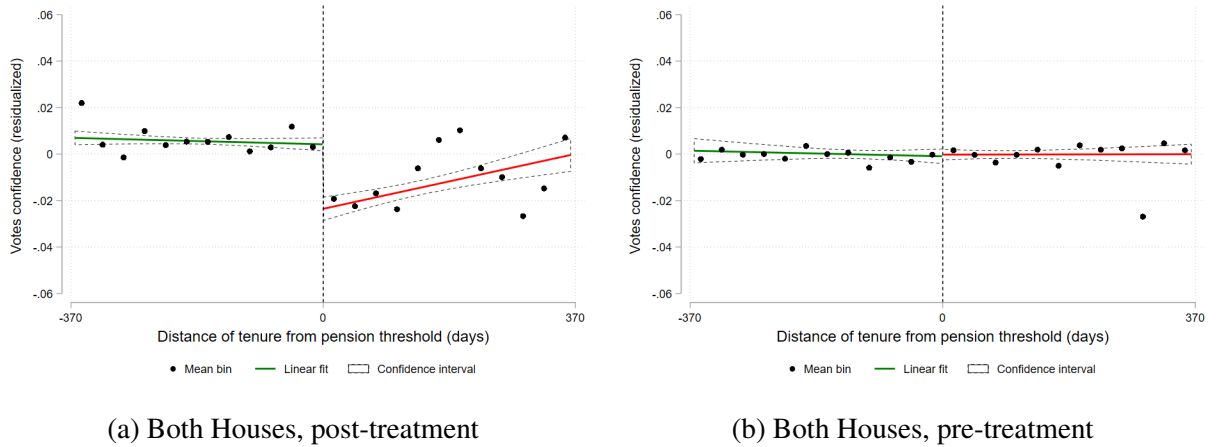 .06
.04
.02
0
-.02
-.04
-.06
Votes confidence (residualized)
-370
0
370
Distance of tenure from pension threshold (days)
Mean bin
Linear fit
Confidence interval
(a) Both Houses, post-treatment
.06
.04
.02
0
-.02
-.04
-.06
Votes confidence (residualized)
-370
0
370
Distance of tenure from pension threshold (days)
Mean bin
Linear fit
Confidence interval
(b) Both Houses, pre-treatment